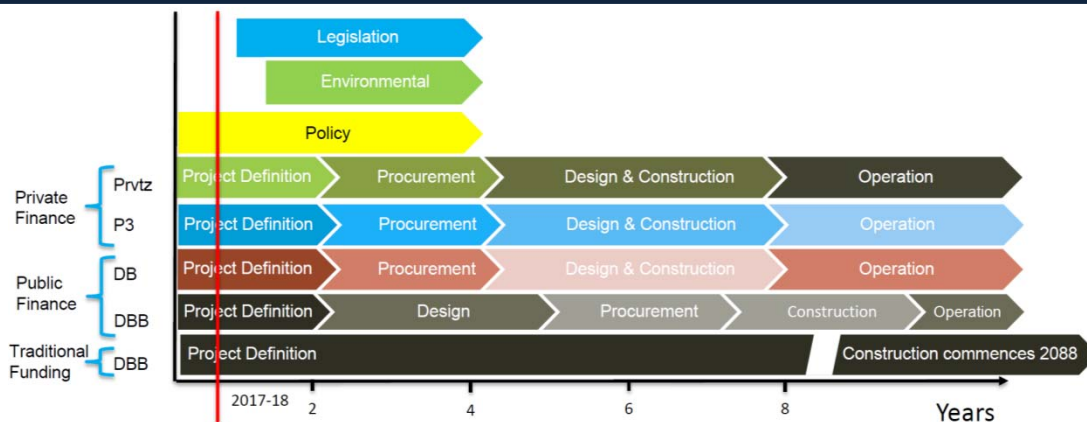 Legislation
Environmental
Policy
Private
Finance
Prvtz
Project Definition
Procurement
Design & Construction
Operation
P3
Project Definition
Procurement
Design & Construction
Operation
Public
Finance
DB
Project Definition
Procurement
Design & Construction
Operation
DBB
Project Definition
Design
Procurement
Construction
Operation
Traditional
Funding
DBB
Project Definition
Construction commences 2088
2017-18
2
4
6
8
Years